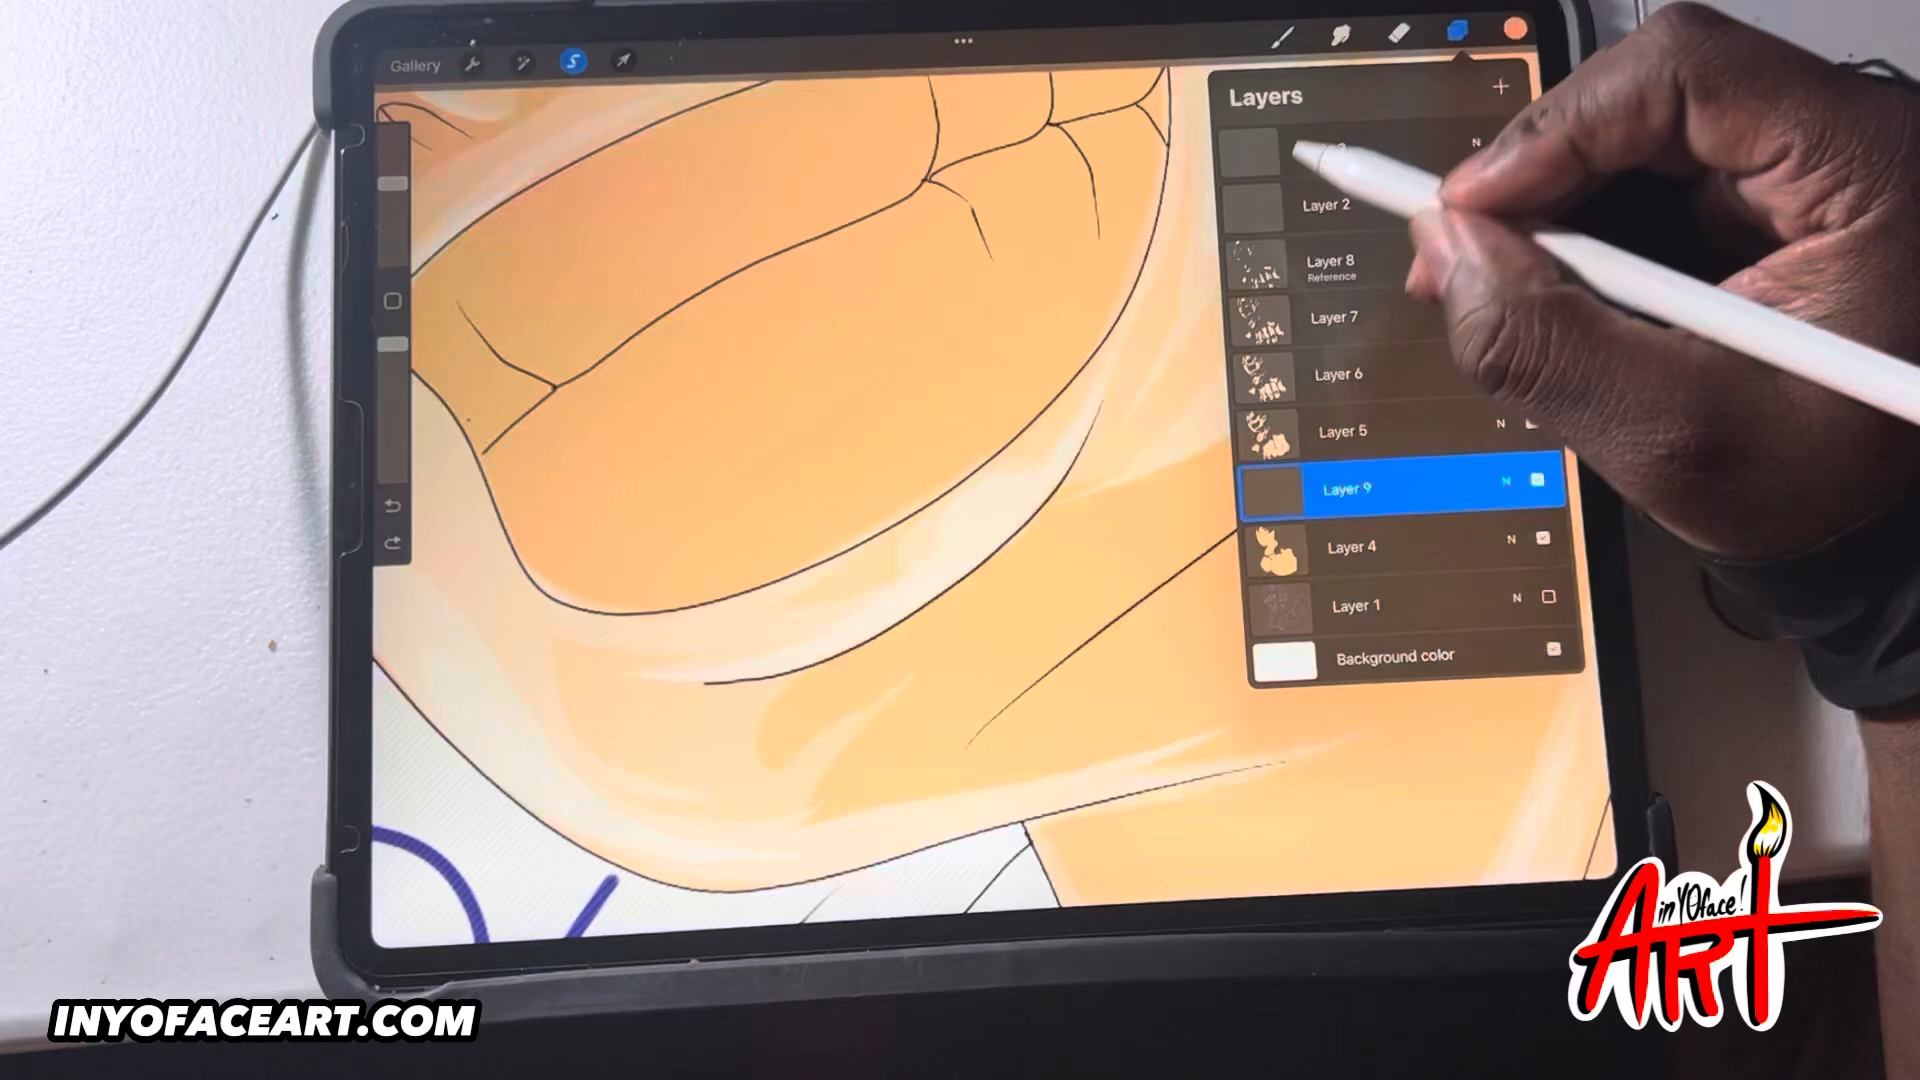 Gallery
Layers
N
Layer 2
Layer 8
Reference
Layer 7
Layer 6
Layer 5 N
Layer 9 N
Layer 4 N
Layer 1 N
Background color
in YOface!
ART
INYOFACEART.COM